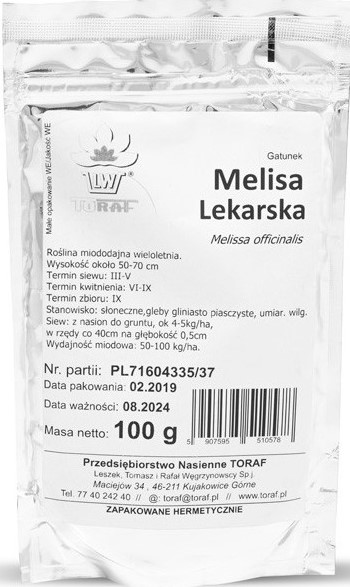 Małe opakowanie WE/Jakość WE
LWT ®
TORAF
Gatunek
Melisa
Lekarska
Melissa officinalis
Roślina miododajna wieloletnia.
Wysokość około 50-70 cm
Termin siewu: III-V
Termin kwitnienia: VI-IX
Termin zbioru: IX
Stanowisko: słoneczne,gleby gliniasto piasczyste, umiar. wilg.
Siew: z nasion do gruntu, ok 4-5kg/ha,
w rzędy co 40cm na głębokość 0,5cm
Wydajność miodowa: 50-100 kg/ha.
Nr. partii: PL71604335/37
Data pakowania: 02.2019
Data ważności: 08.2024
Masa netto: 100 g
5 907595 510578
Przedsiębiorstwo Nasienne TORAF
Leszek, Tomasz i Rafał Węgrzynowscy Sp j.
Maciejów 34 , 46-211 Kujakowice Górne
Tel. 77 40 242 40 // @: toraf@toraf.pl // www.toraf.pl
ZAPAKOWANE HERMETYCZNIE